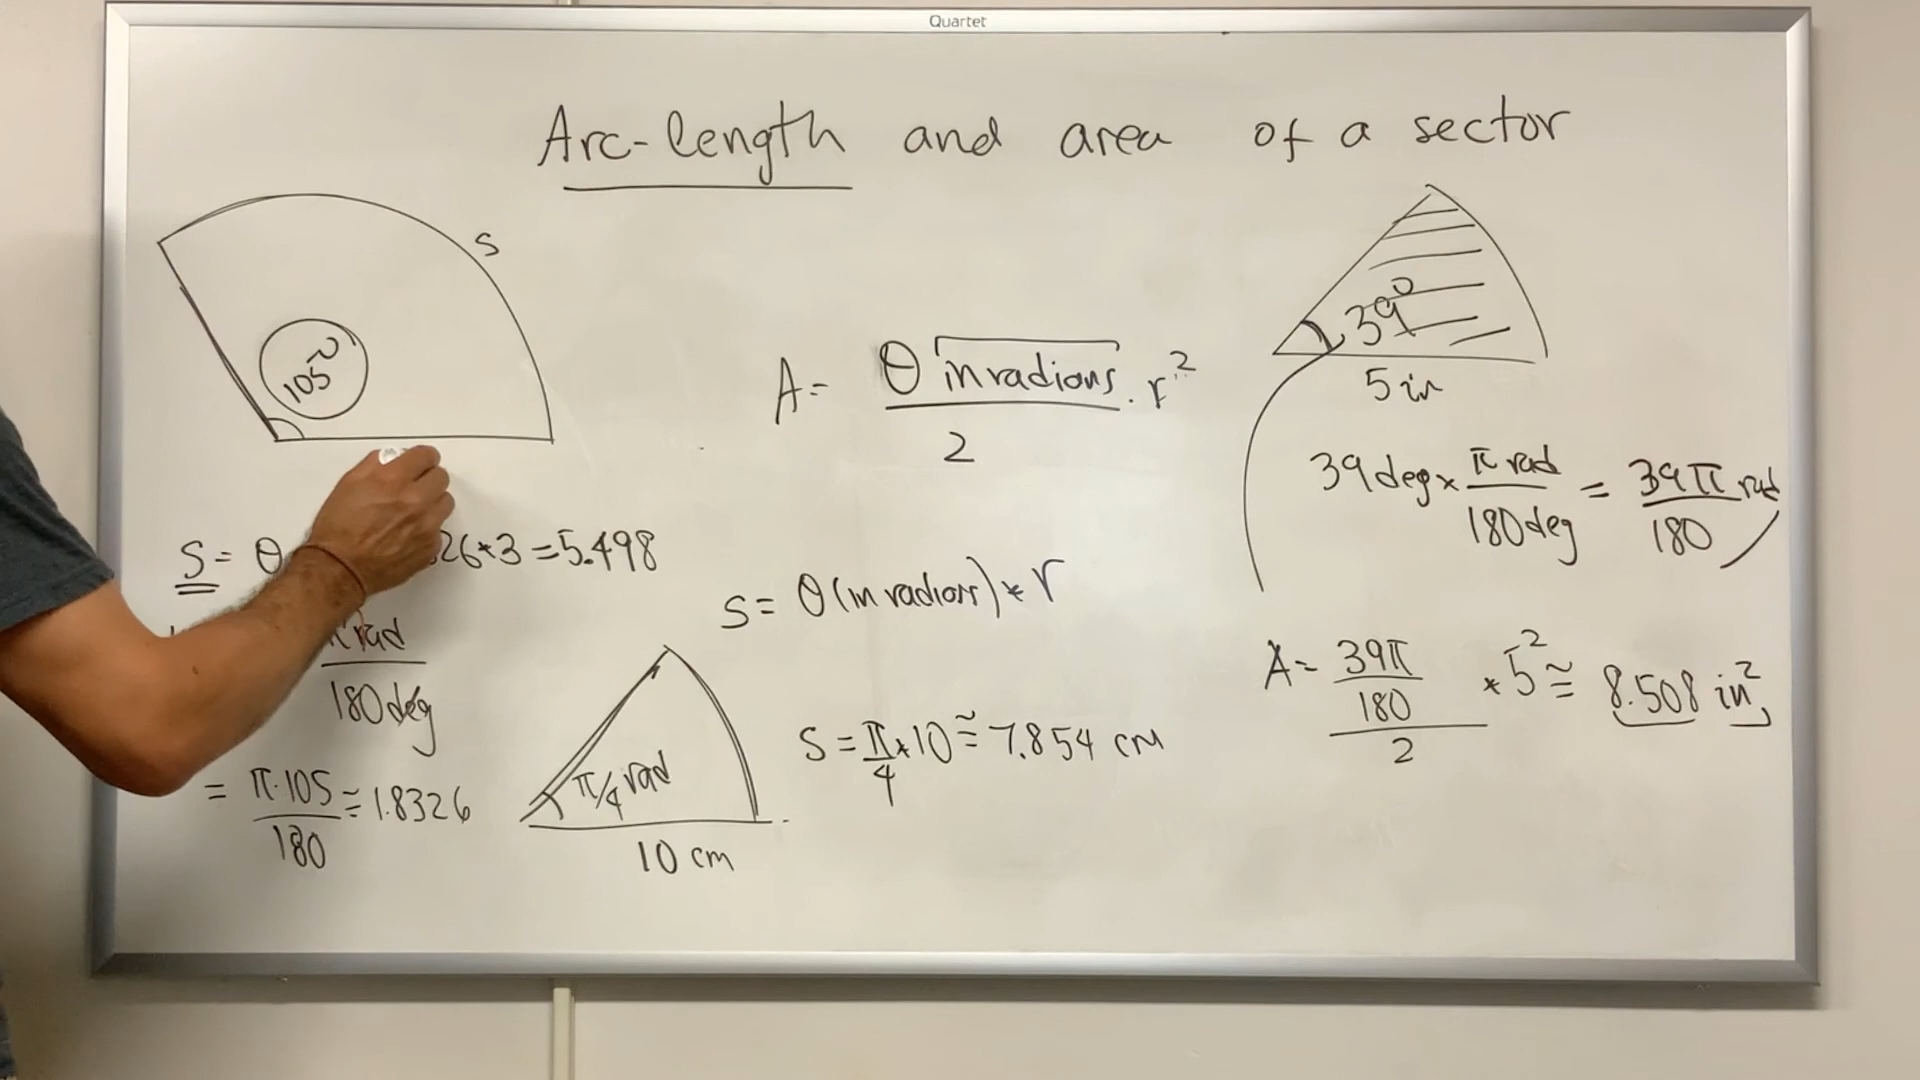 Quartet
Arc-length and area of a sector
S
105°
A = θ in radians / 2 . r²
39°
5 in
39 deg × π rad / 180 deg = 39π / 180 rad
S = θ 26*3 = 5.498
π rad / 180 deg
= π·105 / 180 ≅ 1.8326
S = θ (in radians) * r
π/4 rad
10 cm
S = π/4 * 10 ≅ 7.854 cm
A = 39π / 180 / 2 * 5² ≅ 8.508 in²